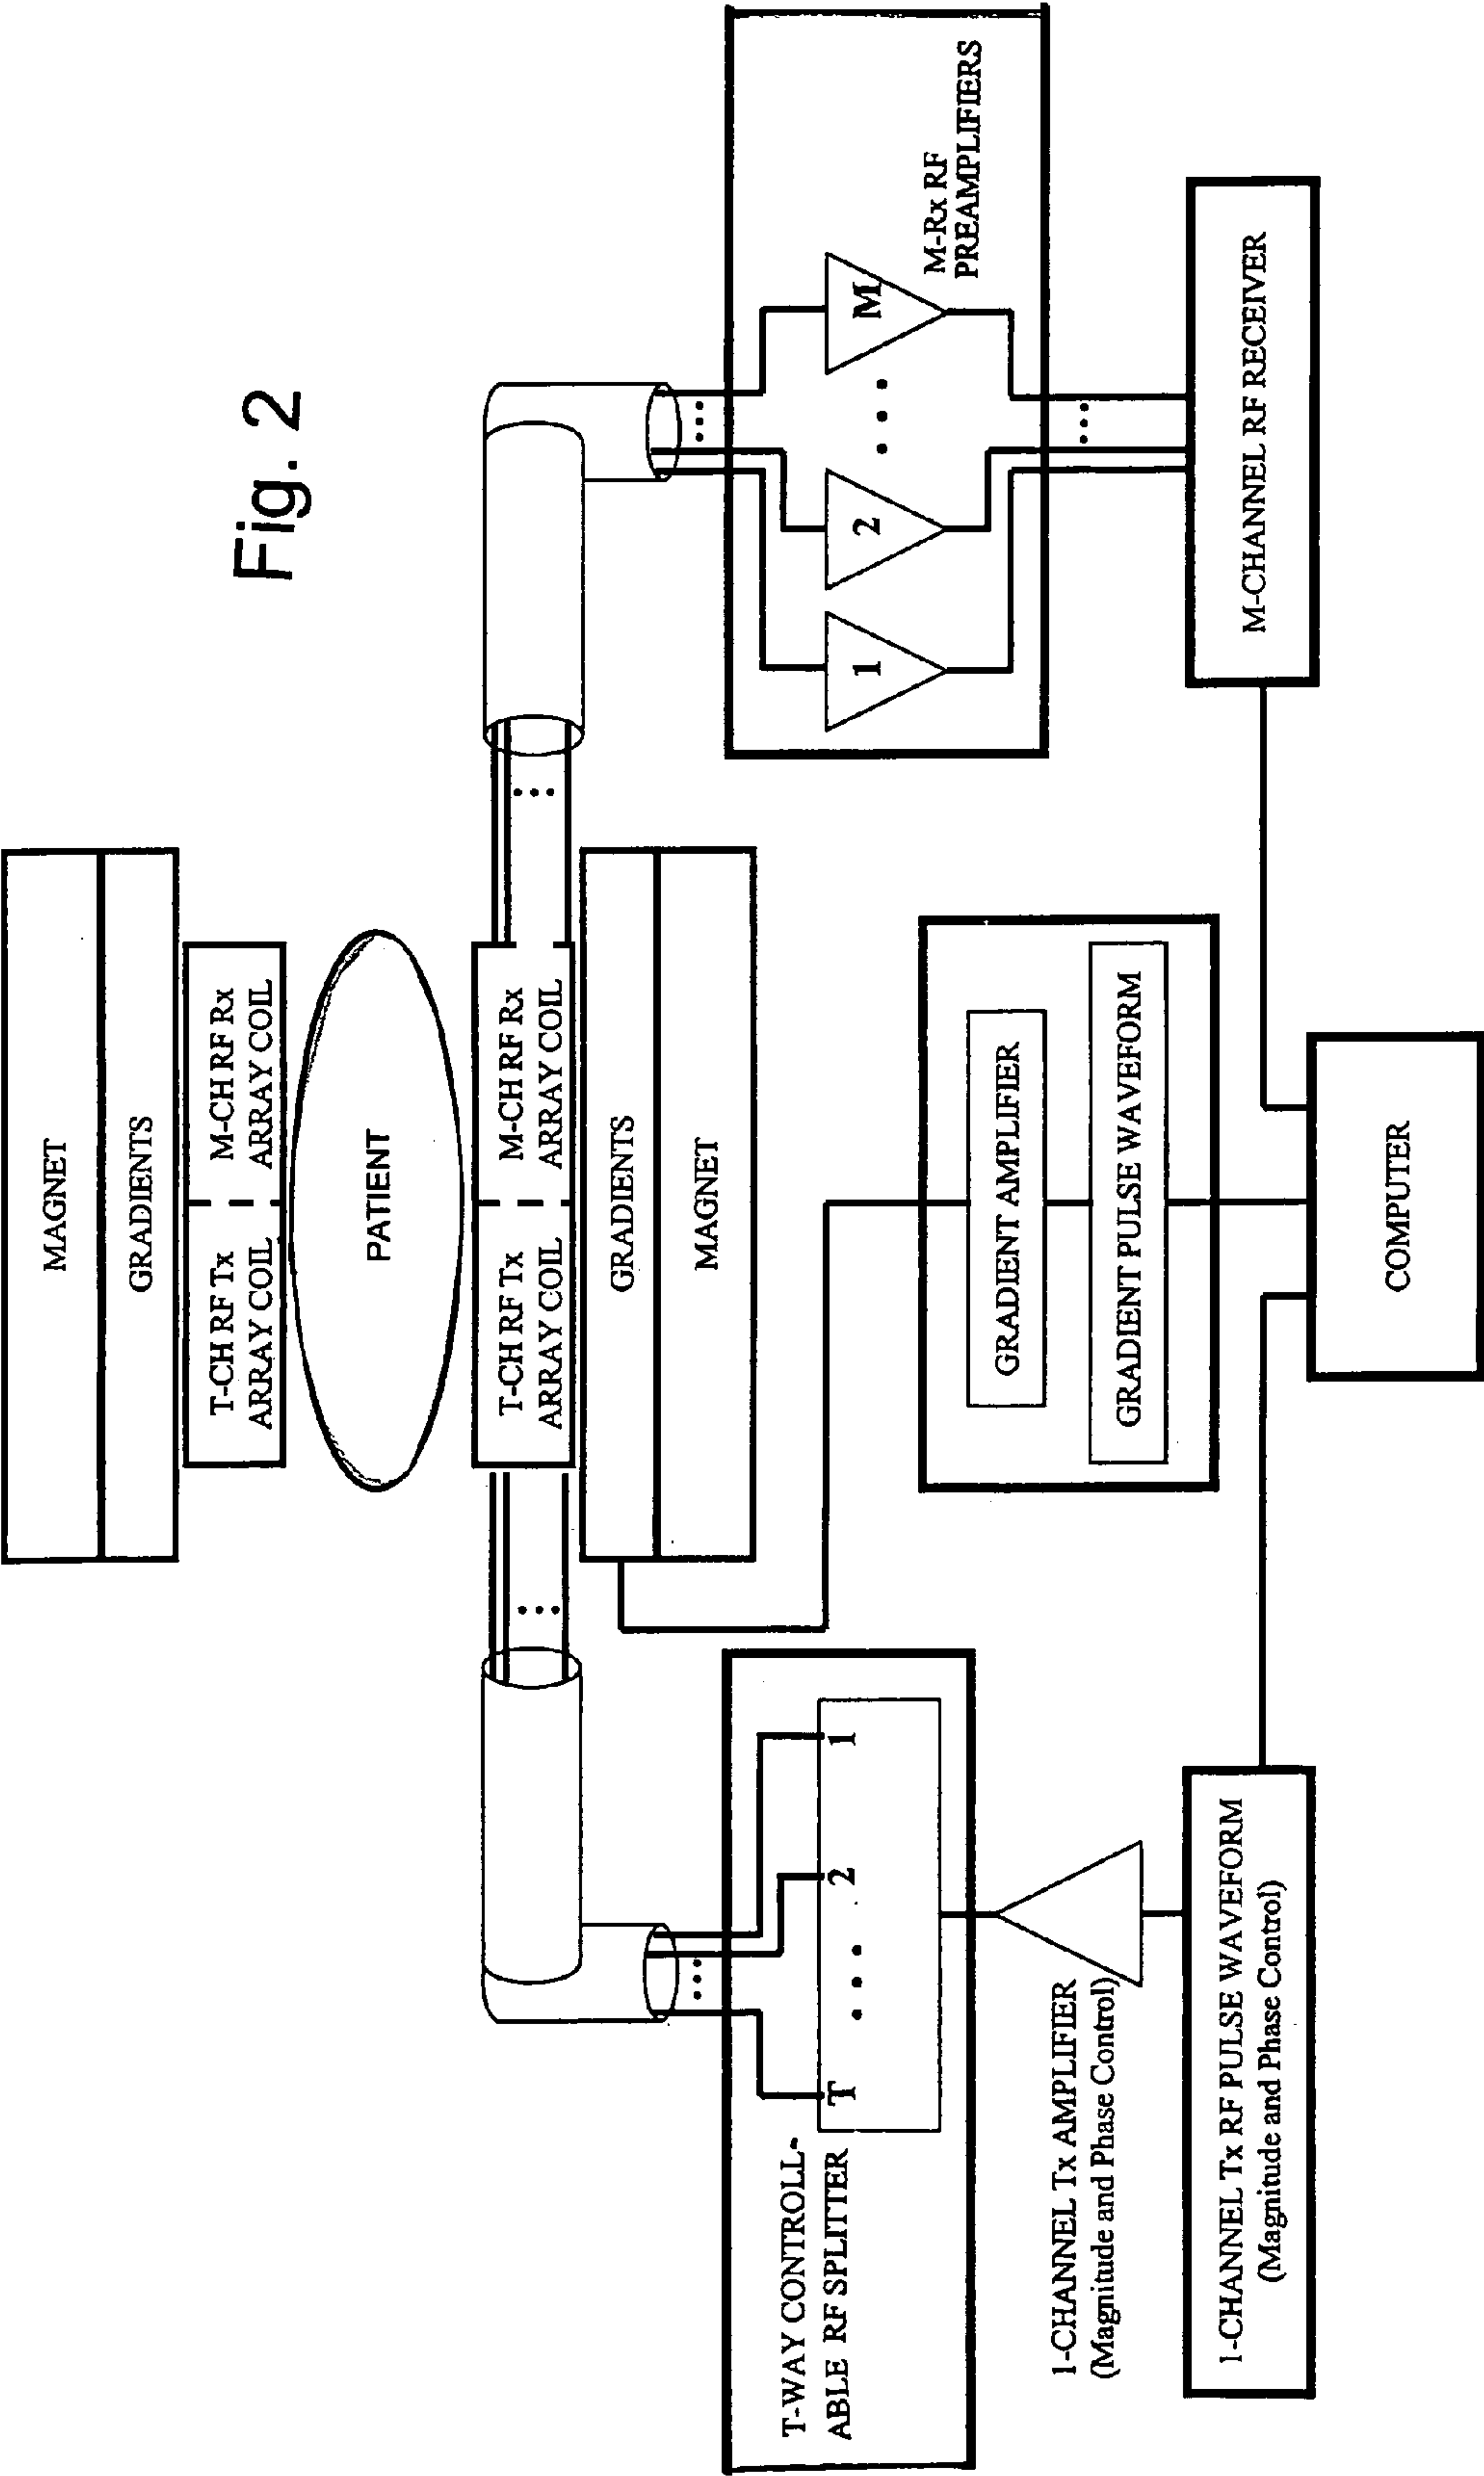 Fig. 2
MAGNET
GRADIENTS
T-CH RF Tx
ARRAY COIL
M-CH RF Rx
ARRAY COIL
PATIENT
T-CH RF Tx
ARRAY COIL
M-CH RF Rx
ARRAY COIL
GRADIENTS
MAGNET
T-WAY CONTROLL-
ABLE RF SPLITTER
T
...
2
1
1-CHANNEL Tx AMPLIFIER
(Magnitude and Phase Control)
1-CHANNEL Tx RF PULSE WAVEFORM
(Magnitude and Phase Control)
GRADIENT AMPLIFIER
GRADIENT PULSE WAVEFORM
COMPUTER
1
2
...
M
M-Rx RF
PREAMPLIFIERS
M-CHANNEL RF RECEIVER